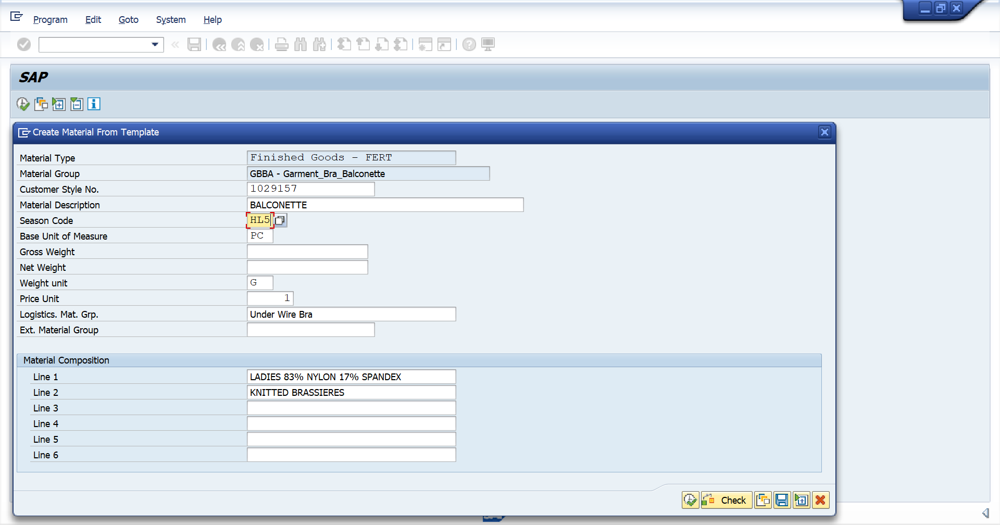 Program Edit Goto System Help
SAP
Create Material From Template
Material Type Finished Goods - FERT
Material Group GBBA - Garment_Bra_Balconette
Customer Style No. 1029157
Material Description BALCONETTE
Season Code HL5
Base Unit of Measure PC
Gross Weight
Net Weight
Weight unit G
Price Unit 1
Logistics. Mat. Grp. Under Wire Bra
Ext. Material Group
Material Composition
Line 1 LADIES 83% NYLON 17% SPANDEX
Line 2 KNITTED BRASSIERES
Line 3
Line 4
Line 5
Line 6
Check